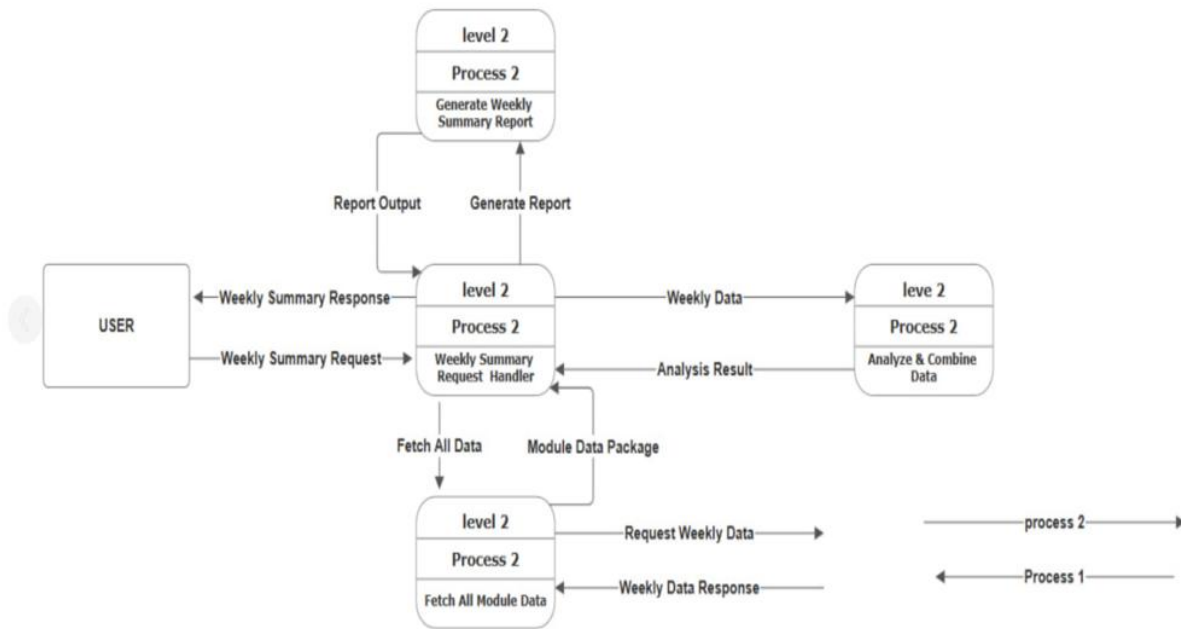 level 2
Process 2
Generate Weekly
Summary Report
Report Output
Generate Report
USER
Weekly Summary Response
Weekly Summary Request
level 2
Process 2
Weekly Summary
Request Handler
Weekly Data
Analysis Result
leve 2
Process 2
Analyze & Combine
Data
Fetch All Data
Module Data Package
level 2
Process 2
Fetch All Module Data
Request Weekly Data
Weekly Data Response
process 2
Process 1